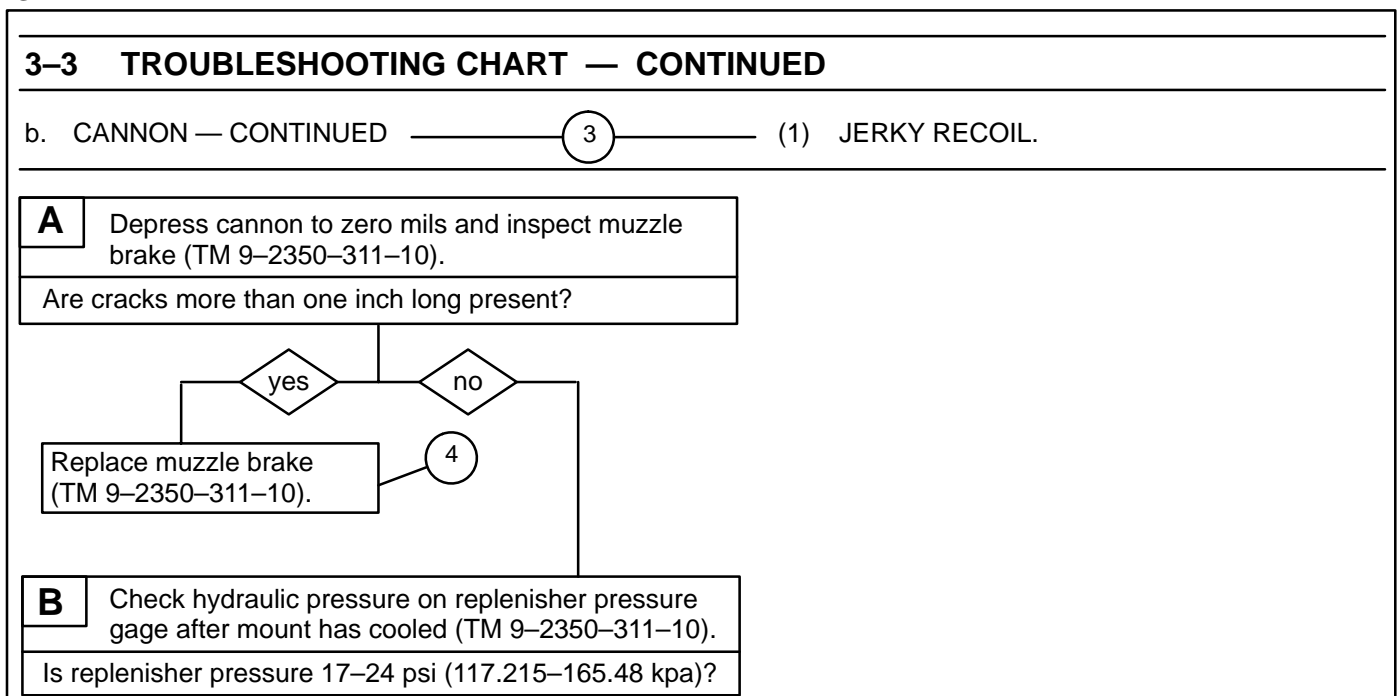 3–3 TROUBLESHOOTING CHART — CONTINUED
b. CANNON — CONTINUED 3 (1) JERKY RECOIL.
A Depress cannon to zero mils and inspect muzzle
brake (TM 9–2350–311–10).
Are cracks more than one inch long present?
yes no
Replace muzzle brake 4
(TM 9–2350–311–10).
B Check hydraulic pressure on replenisher pressure
gage after mount has cooled (TM 9–2350–311–10).
Is replenisher pressure 17–24 psi (117.215–165.48 kpa)?